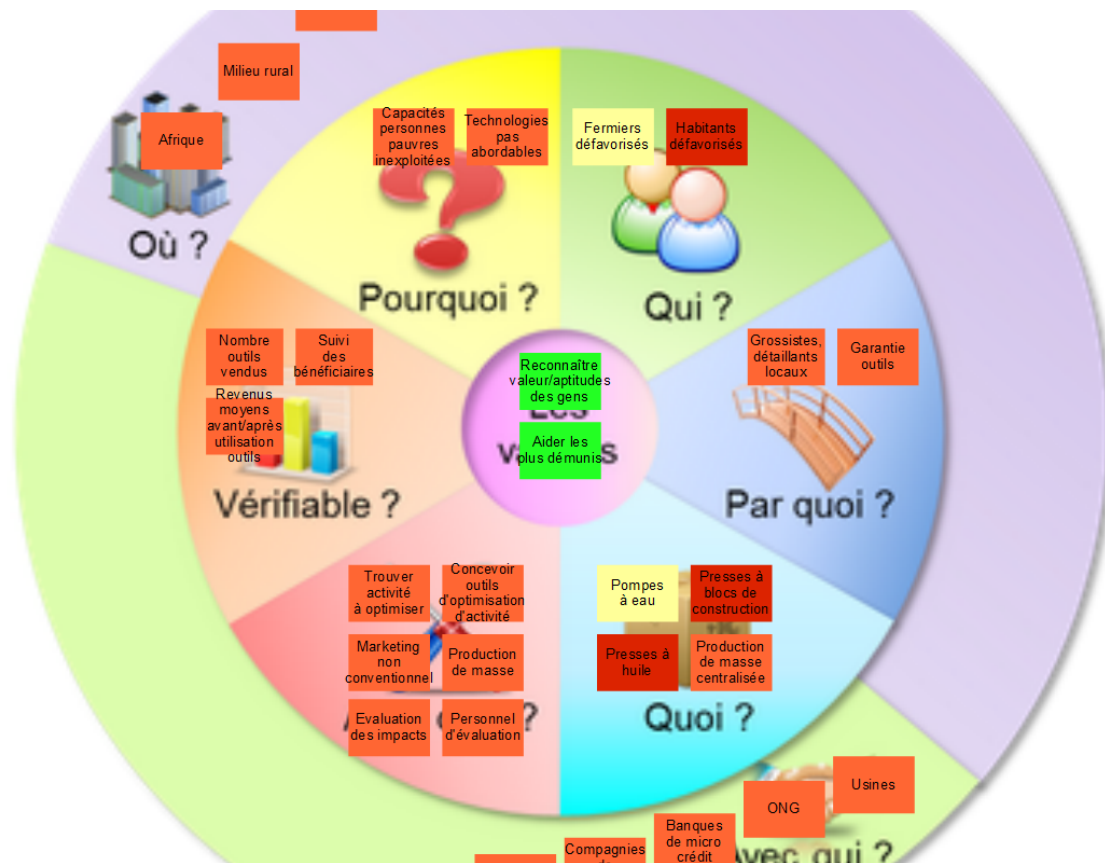 Milieu rural
Afrique
Où ?
Capacités
personnes
pauvres
inexploitées
Technologies
pas
abordables
Pourquoi ?
Fermiers
défavorisés
Habitants
défavorisés
Qui ?
Nombre
outils
vendus
Suivi
des
bénéficiaires
Revenus
moyens
avant/après
utilisation
outils
Vérifiable ?
Reconnaître
valeur/aptitudes
des gens
Aider les
plus démunis
Grossistes,
détaillants
locaux
Garantie
outils
Par quoi ?
Trouver
activité
à optimiser
Concevoir
outils
d'optimisation
d'activité
Marketing
non
conventionnel
Production
de masse
Evaluation
des impacts
Personnel
d'évaluation
?
Pompes
à eau
Presses à
blocs de
construction
Presses à
huile
Production
de masse
centralisée
Quoi ?
Usines
ONG
Banques
de micro
crédit
Compagnies
Avec qui ?